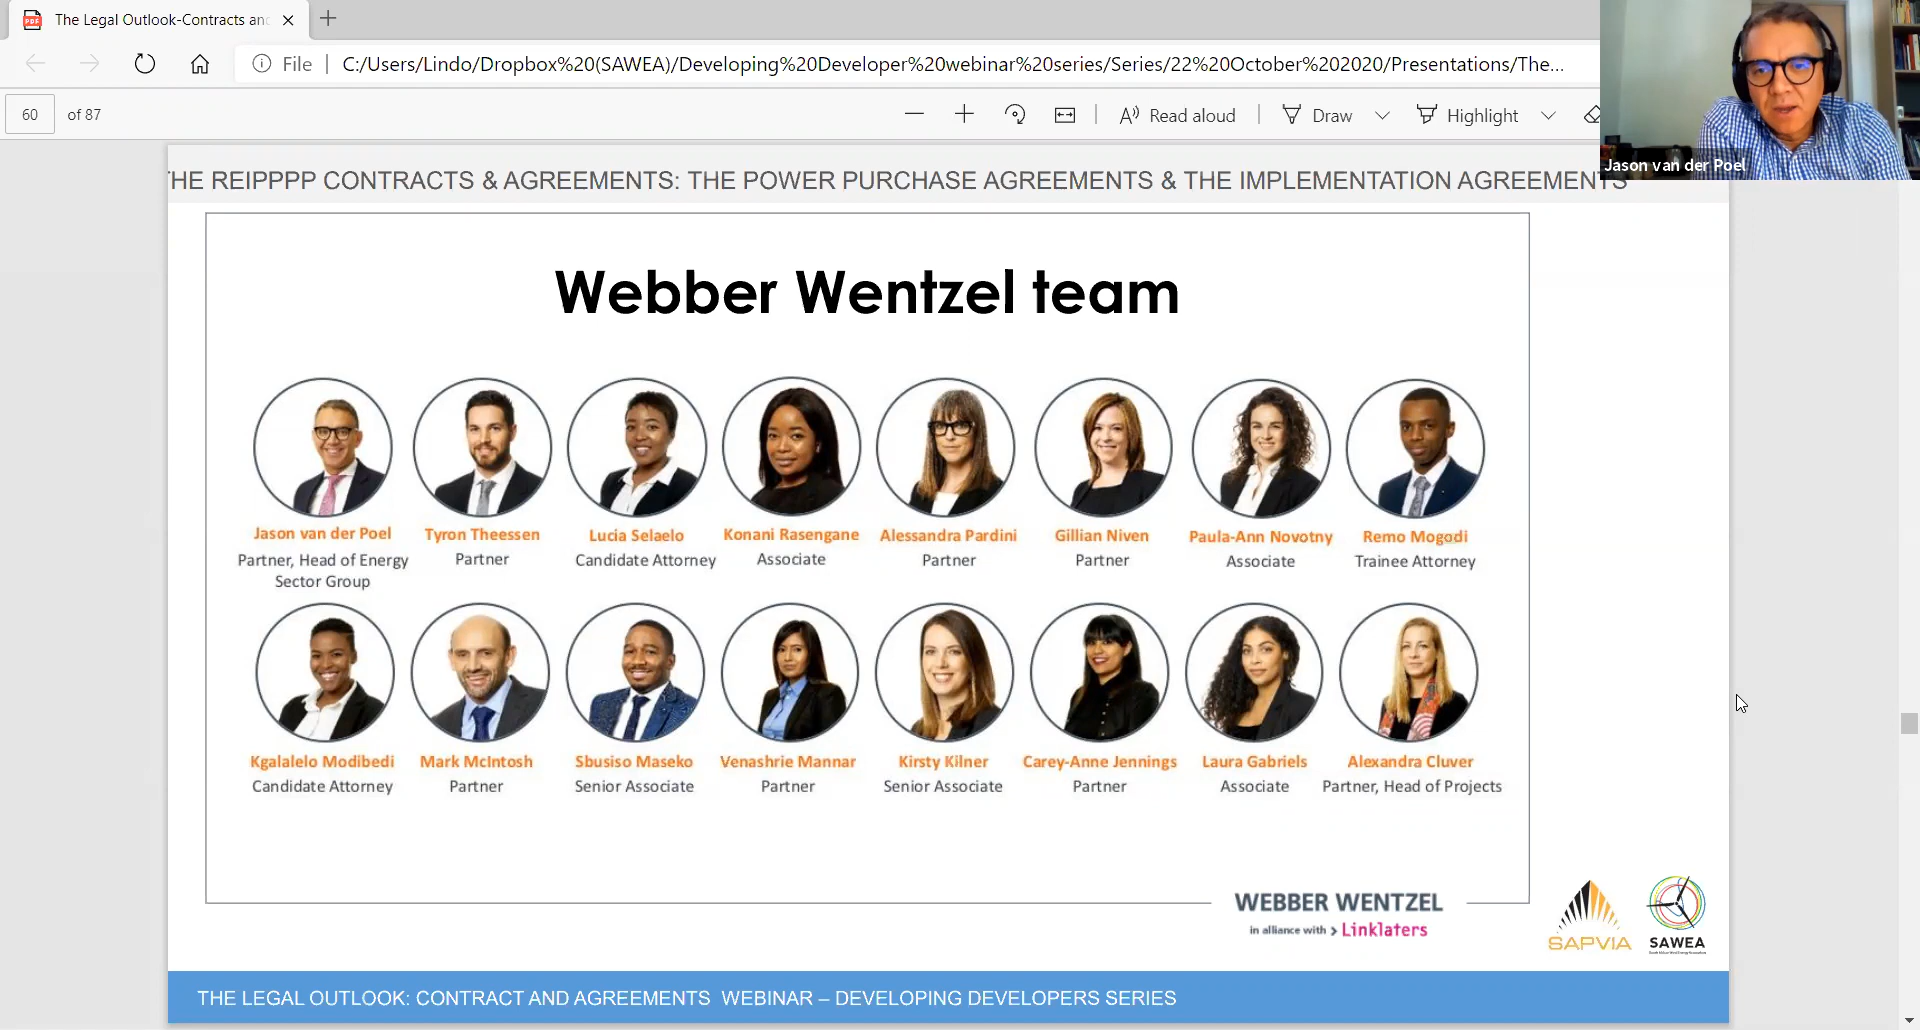 The Legal Outlook-Contracts an
File
C:/Users/Lindo/Dropbox%20(SAWEA)/Developing%20Developer%20webinar%20series/Series/22%20October%202020/Presentations/The...
60 of 87
Read aloud
Draw
Highlight
Jason van der Poel
THE REIPPPP CONTRACTS & AGREEMENTS: THE POWER PURCHASE AGREEMENTS & THE IMPLEMENTATION AGREEMENTS
Webber Wentzel team
Jason van der Poel
Partner, Head of Energy
Sector Group
Tyron Theessen
Partner
Lucia Selaelo
Candidate Attorney
Konani Rasengane
Associate
Alessandra Pardini
Partner
Gillian Niven
Partner
Paula-Ann Novotny
Associate
Remo Mogodi
Trainee Attorney
Kgalalelo Modibedi
Candidate Attorney
Mark McIntosh
Partner
Sbusiso Maseko
Senior Associate
Venashrie Mannar
Partner
Kirsty Kilner
Senior Associate
Carey-Anne Jennings
Partner
Laura Gabriels
Associate
Alexandra Cluver
Partner, Head of Projects
WEBBER WENTZEL
in alliance with > Linklaters
SAPVIA
SAWEA
THE LEGAL OUTLOOK: CONTRACT AND AGREEMENTS WEBINAR – DEVELOPING DEVELOPERS SERIES